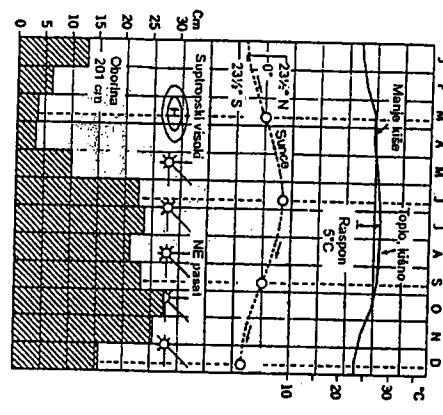 J F M A M J J A S O N D
°C
Manje kiše
Toplo, kišno
30
Raspon
5°C
20
10
23½° N
Sunce
0°
23½° S
Cm
30
H
NE pasat
Suptropski visoki
25
20
Oborina
201 cm
15
10
5
0